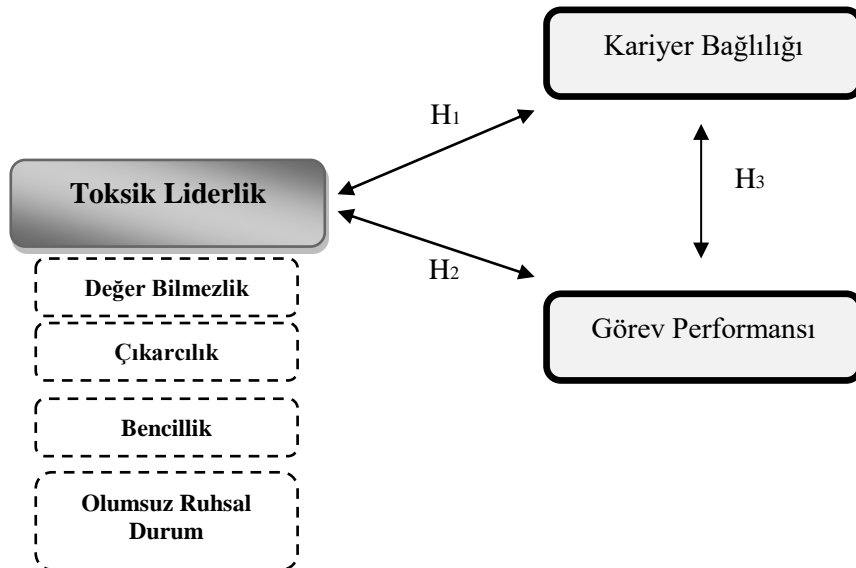 Kariyer Bağlılığı
H1
Toksik Liderlik
H3
H2
Değer Bilmezlik
Görev Performansı
Çıkarcılık
Bencillik
Olumsuz Ruhsal
Durum